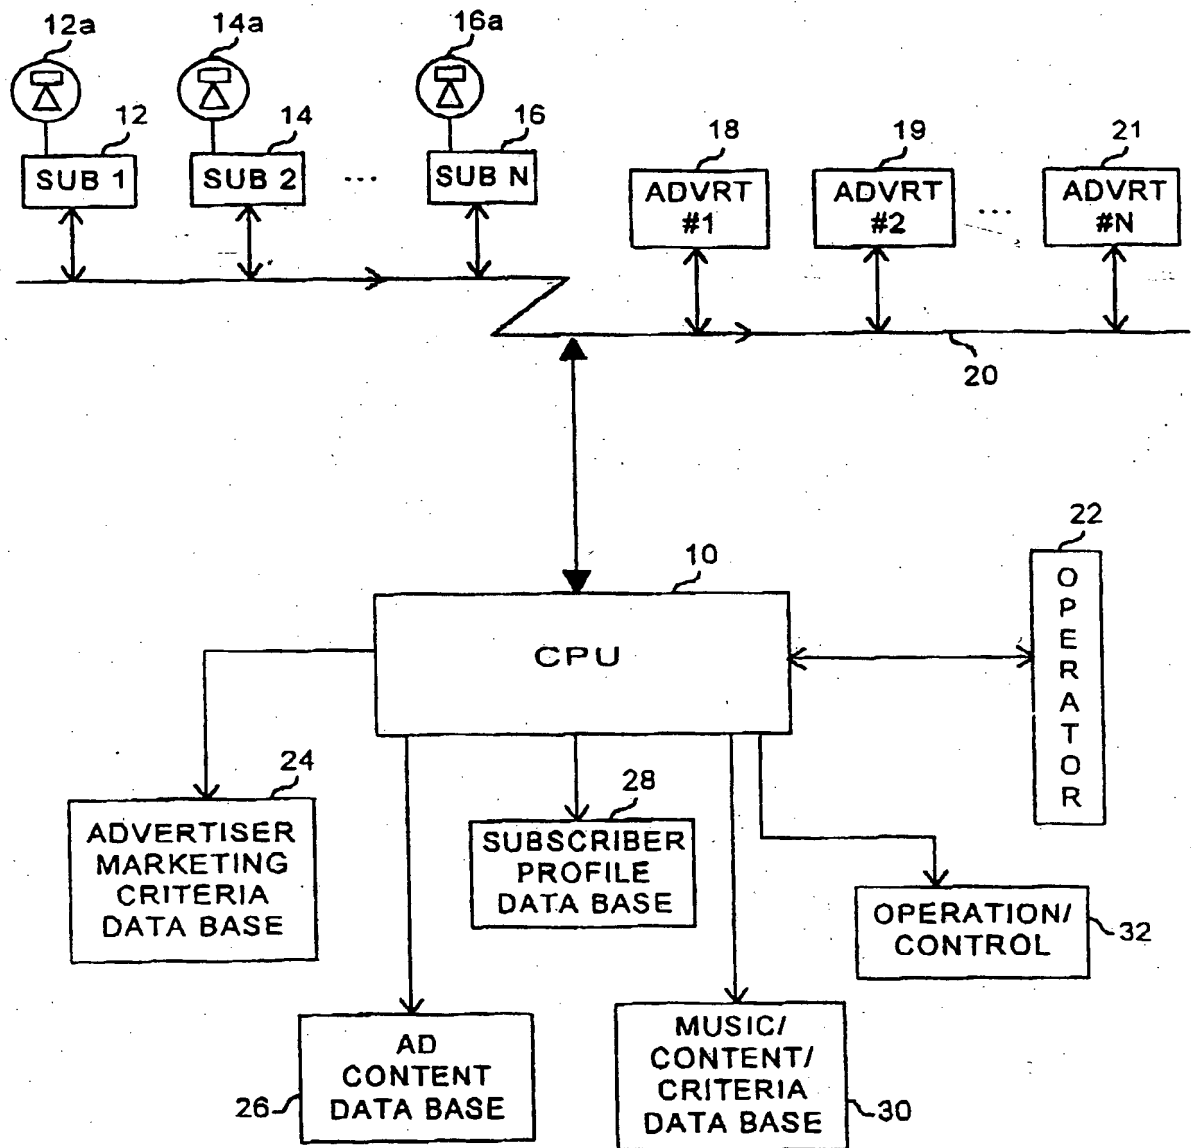 12a
14a
16a
12
14
16
18
19
21
SUB 1
SUB 2
...
SUB N
ADVRT
#1
ADVRT
#2
...
ADVRT
#N
20
10
22
CPU
OPERATOR
24
28
ADVERTISER
MARKETING
CRITERIA
DATA BASE
SUBSCRIBER
PROFILE
DATA BASE
OPERATION/
CONTROL
32
AD
CONTENT
DATA BASE
26
MUSIC/
CONTENT/
CRITERIA
DATA BASE
30